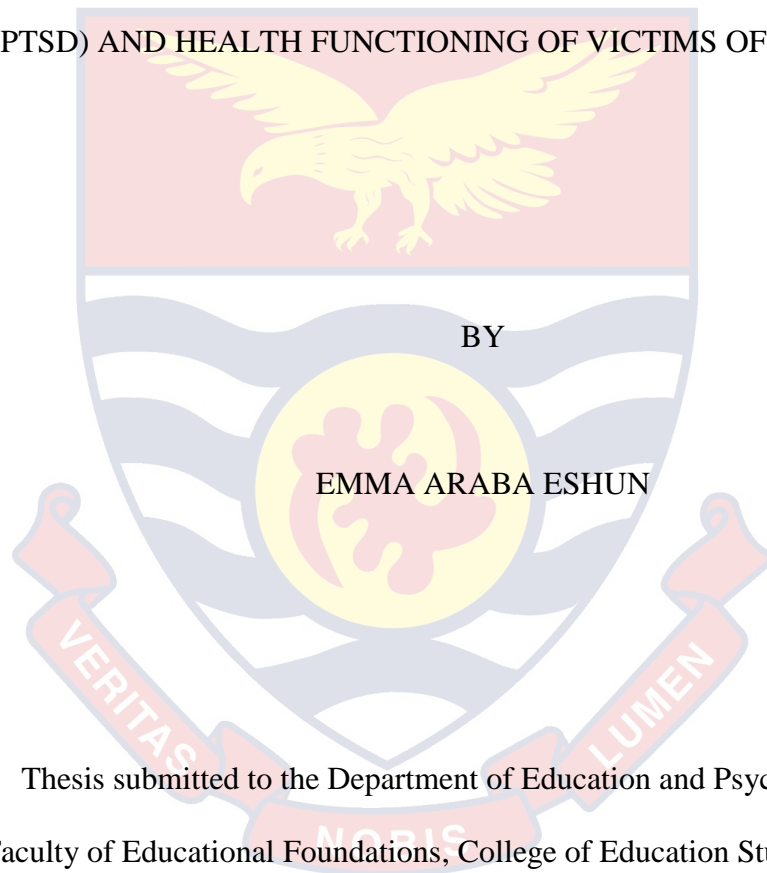 PTSD) AND HEALTH FUNCTIONING OF VICTIMS OF
BY
EMMA ARABA ESHUN
VERITAS
NOBIS
LUMEN
Thesis submitted to the Department of Education and Psyc
Faculty of Educational Foundations, College of Education Stu